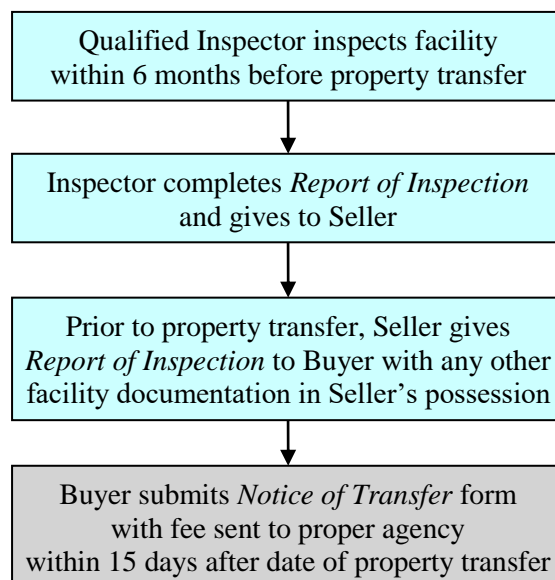 Qualified Inspector inspects facility
within 6 months before property transfer
Inspector completes Report of Inspection
and gives to Seller
Prior to property transfer, Seller gives
Report of Inspection to Buyer with any other
facility documentation in Seller’s possession
Buyer submits Notice of Transfer form
with fee sent to proper agency
within 15 days after date of property transfer